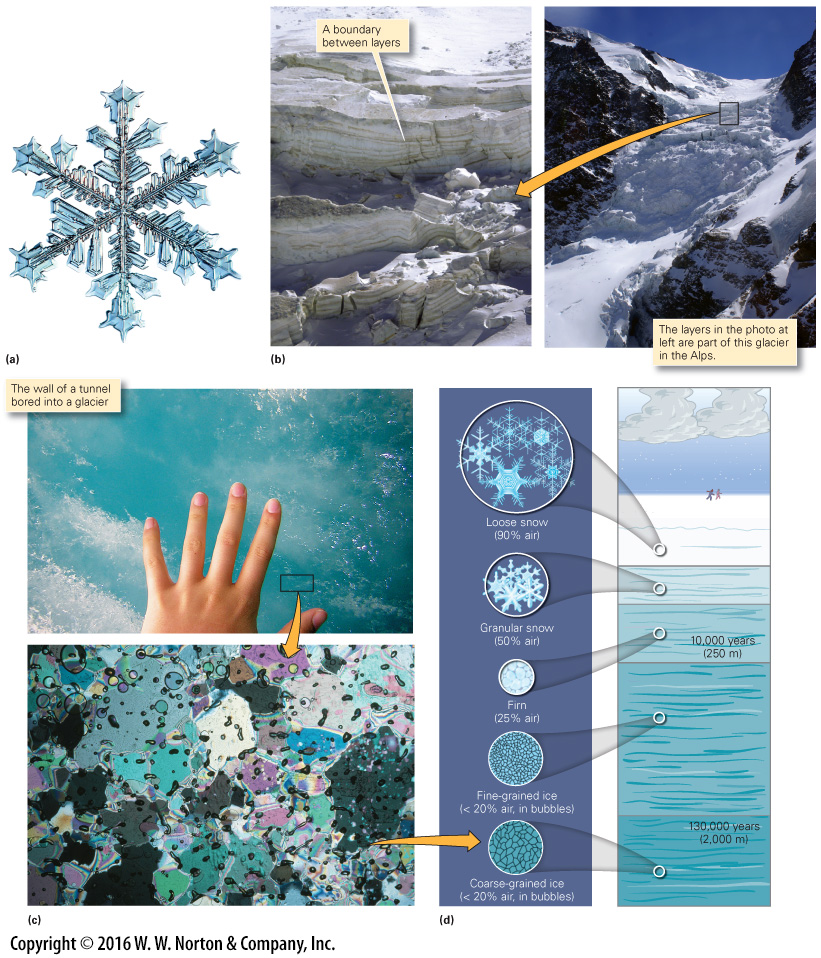 A boundary
between layers
(a)
(b)
The layers in the photo at
left are part of this glacier
in the Alps.
The wall of a tunnel
bored into a glacier
(c)
Loose snow
(90% air)
Granular snow
(50% air)
Firn
(25% air)
Fine-grained ice
(< 20% air, in bubbles)
Coarse-grained ice
(< 20% air, in bubbles)
10,000 years
(250 m)
130,000 years
(2,000 m)
(d)
Copyright © 2016 W. W. Norton & Company, Inc.